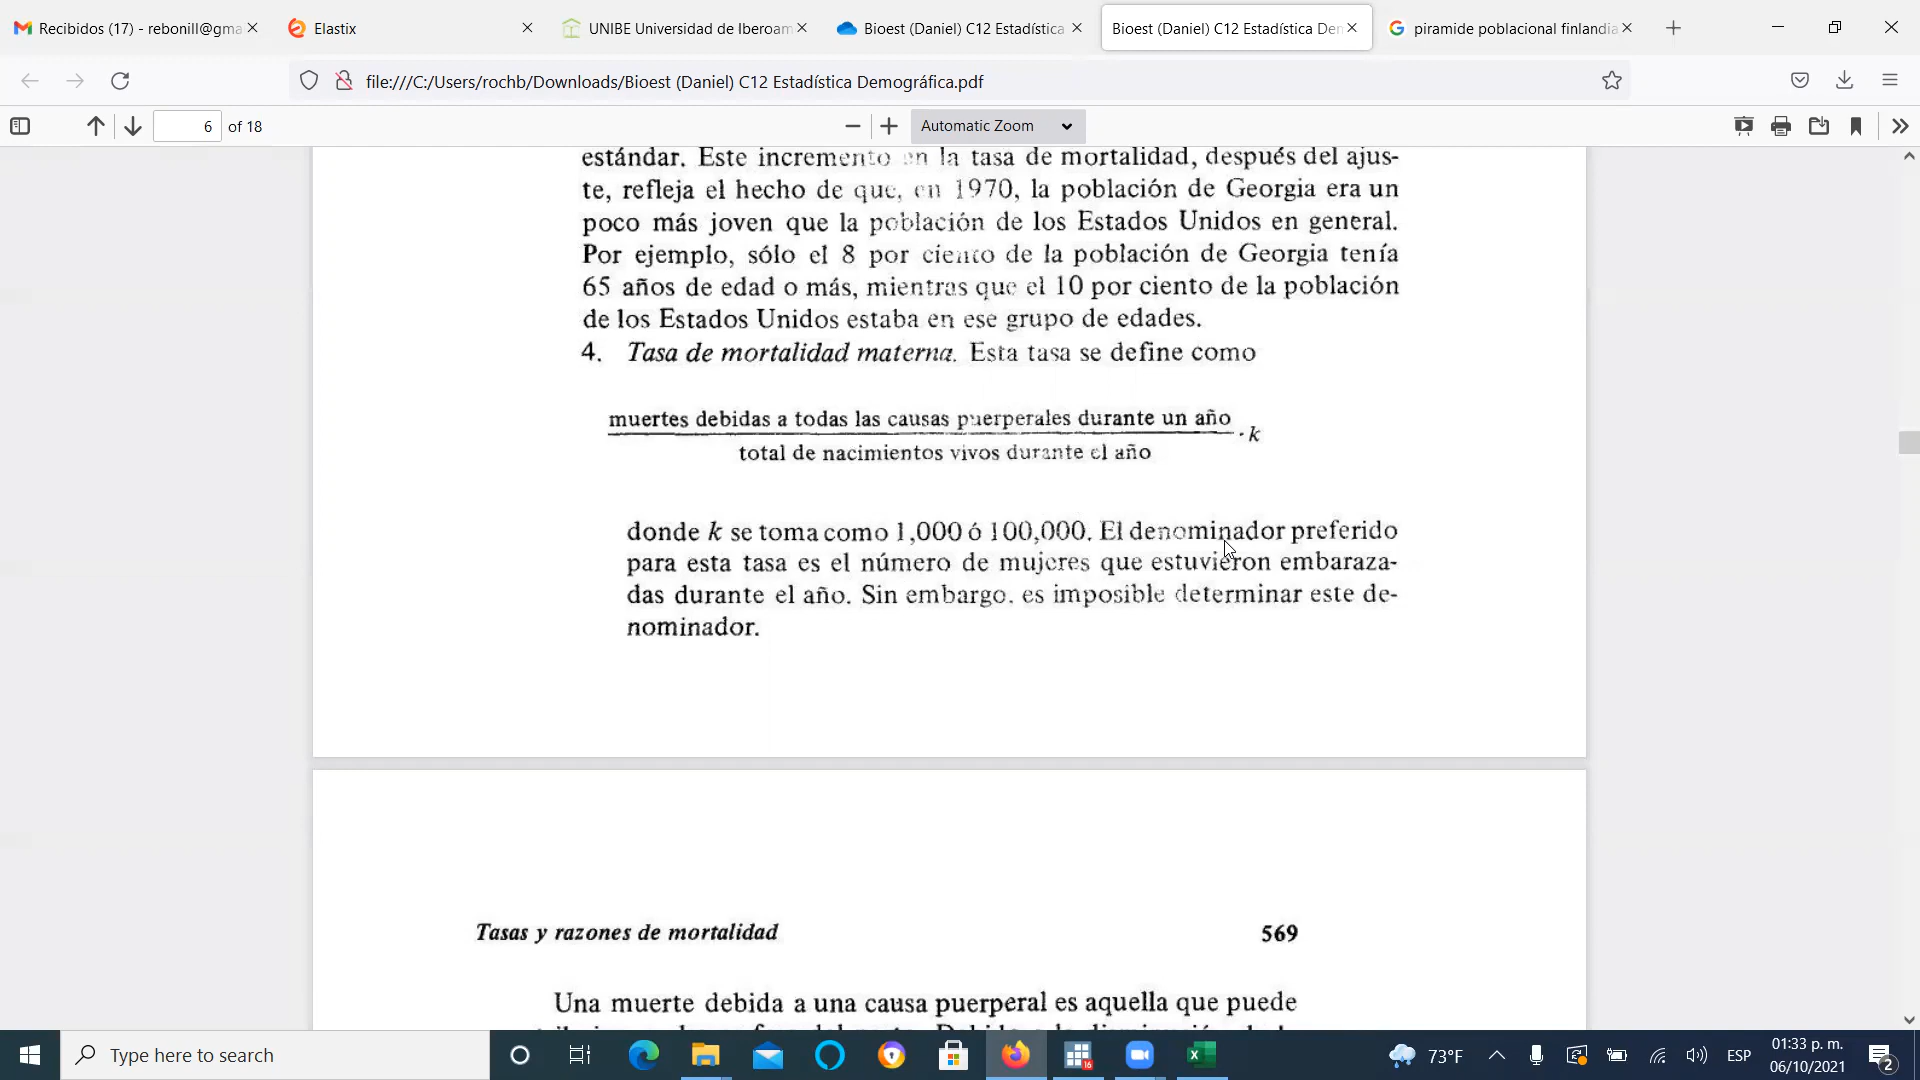 Recibidos (17) - rebonill@gma
Elastix
UNIBE Universidad de Iberoam
Bioest (Daniel) C12 Estadística
Bioest (Daniel) C12 Estadística Den
piramide poblacional finlandia
file:///C:/Users/rochb/Downloads/Bioest (Daniel) C12 Estadística Demográfica.pdf
6 of 18
Automatic Zoom
estándar. Este incremento en la tasa de mortalidad, después del ajus-
te, refleja el hecho de que, en 1970, la población de Georgia era un
poco más joven que la población de los Estados Unidos en general.
Por ejemplo, sólo el 8 por ciento de la población de Georgia tenía
65 años de edad o más, mientras que el 10 por ciento de la población
de los Estados Unidos estaba en ese grupo de edades.
4. Tasa de mortalidad materna. Esta tasa se define como
muertes debidas a todas las causas puerperales durante un año
· k
total de nacimientos vivos durante el año
donde k se toma como 1,000 ó 100,000. El denominador preferido
para esta tasa es el número de mujeres que estuvieron embaraza-
das durante el año. Sin embargo, es imposible determinar este de-
nominador.
Tasas y razones de mortalidad 569
Una muerte debida a una causa puerperal es aquella que puede
Type here to search
16
73°F
ESP
01:33 p. m.
06/10/2021
2